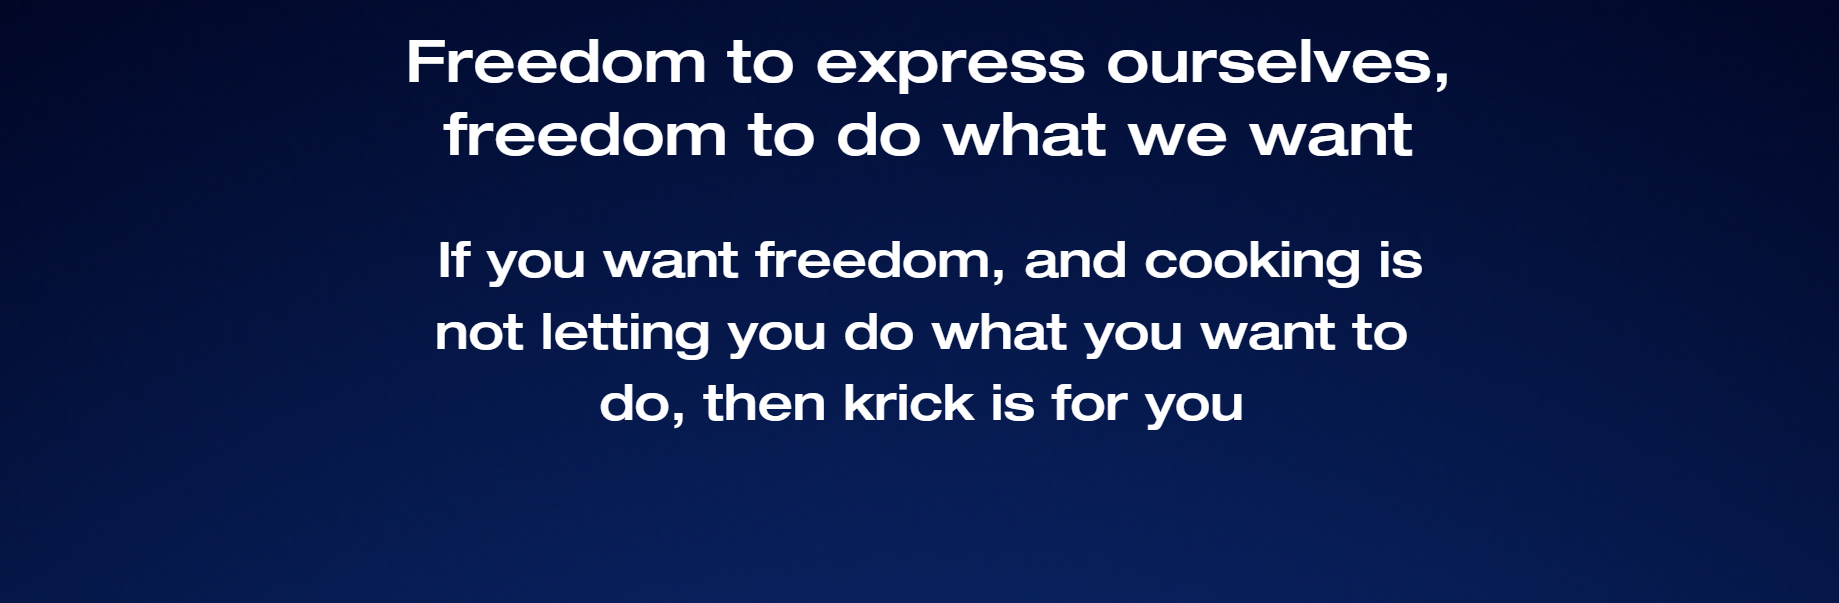 Freedom to express ourselves,
freedom to do what we want
If you want freedom, and cooking is
not letting you do what you want to
do, then krick is for you